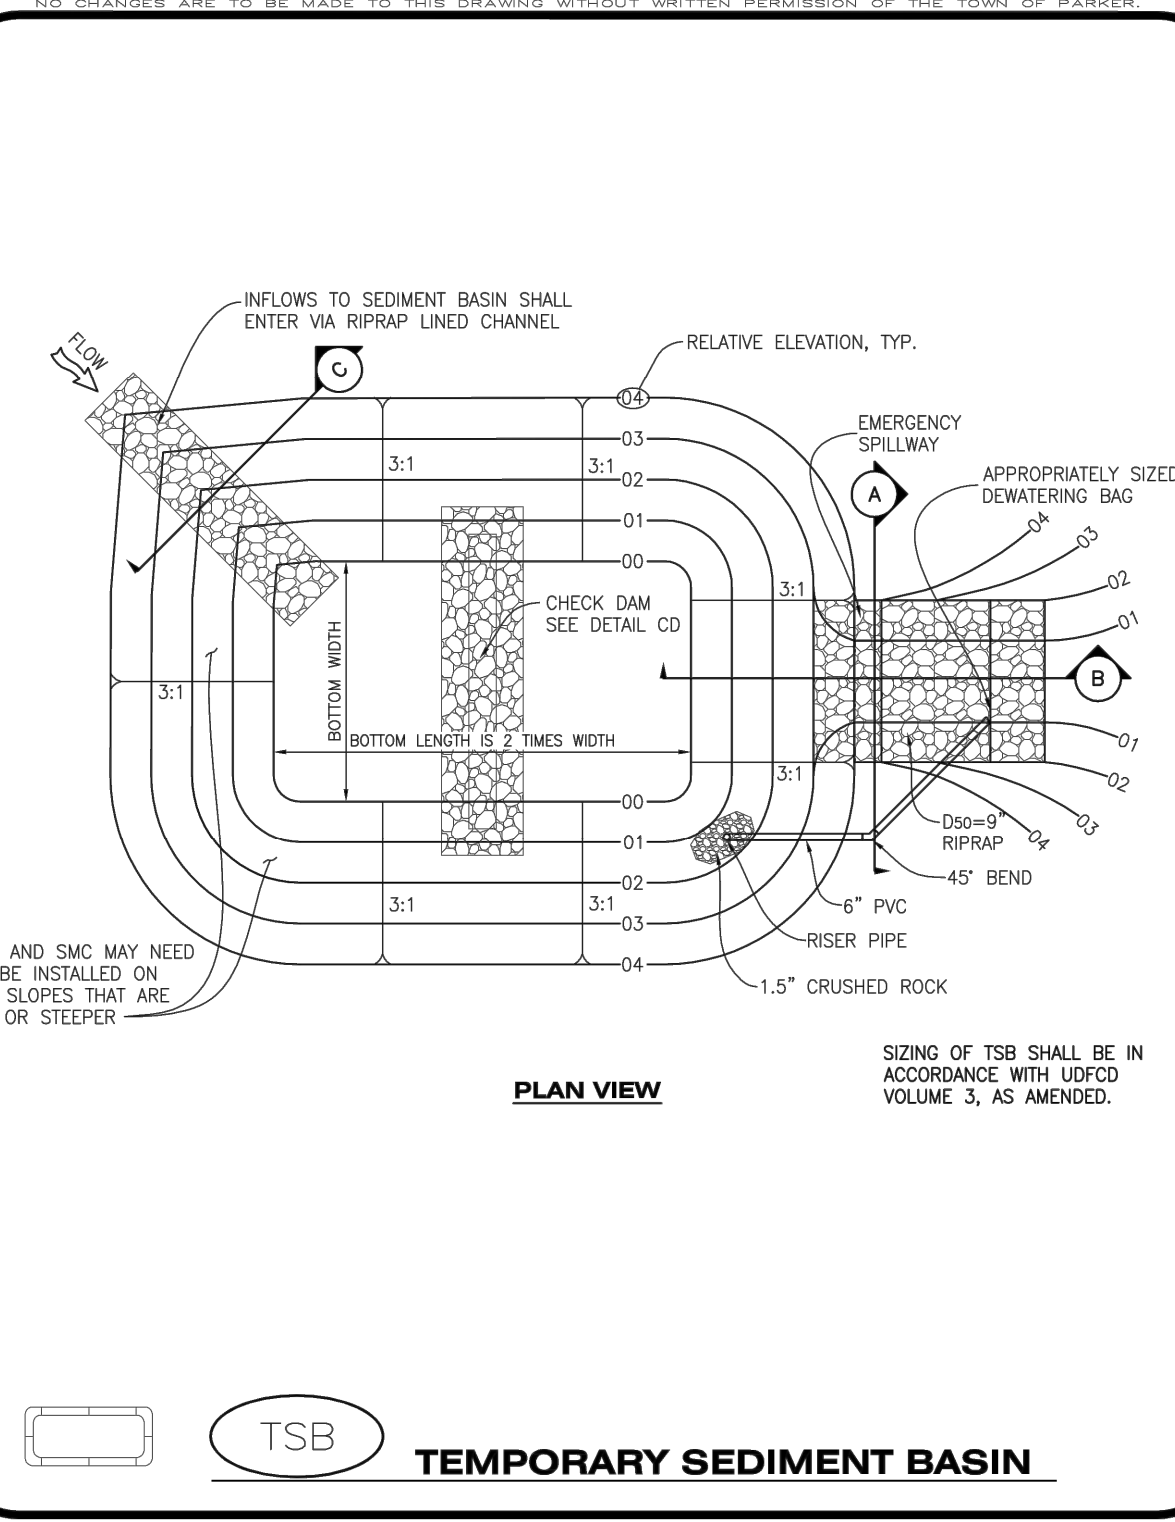 NO CHANGES ARE TO BE MADE TO THIS DRAWING WITHOUT WRITTEN PERMISSION OF THE TOWN OF PARKER.
INFLOWS TO SEDIMENT BASIN SHALL
ENTER VIA RIPRAP LINED CHANNEL
FLOW
C
RELATIVE ELEVATION, TYP.
04
03
02
01
00
3:1
3:1
EMERGENCY
SPILLWAY
A
APPROPRIATELY SIZED
DEWATERING BAG
04
03
02
01
3:1
CHECK DAM
SEE DETAIL CD
BOTTOM WIDTH
3:1
B
BOTTOM LENGTH IS 2 TIMES WIDTH
01
02
03
04
3:1
00
01
02
03
04
3:1
3:1
D50=9"
RIPRAP
45° BEND
6" PVC
RISER PIPE
1.5" CRUSHED ROCK
AND SMC MAY NEED
BE INSTALLED ON
SLOPES THAT ARE
OR STEEPER
SIZING OF TSB SHALL BE IN
ACCORDANCE WITH UDFCD
VOLUME 3, AS AMENDED.
PLAN VIEW
TSB
TEMPORARY SEDIMENT BASIN